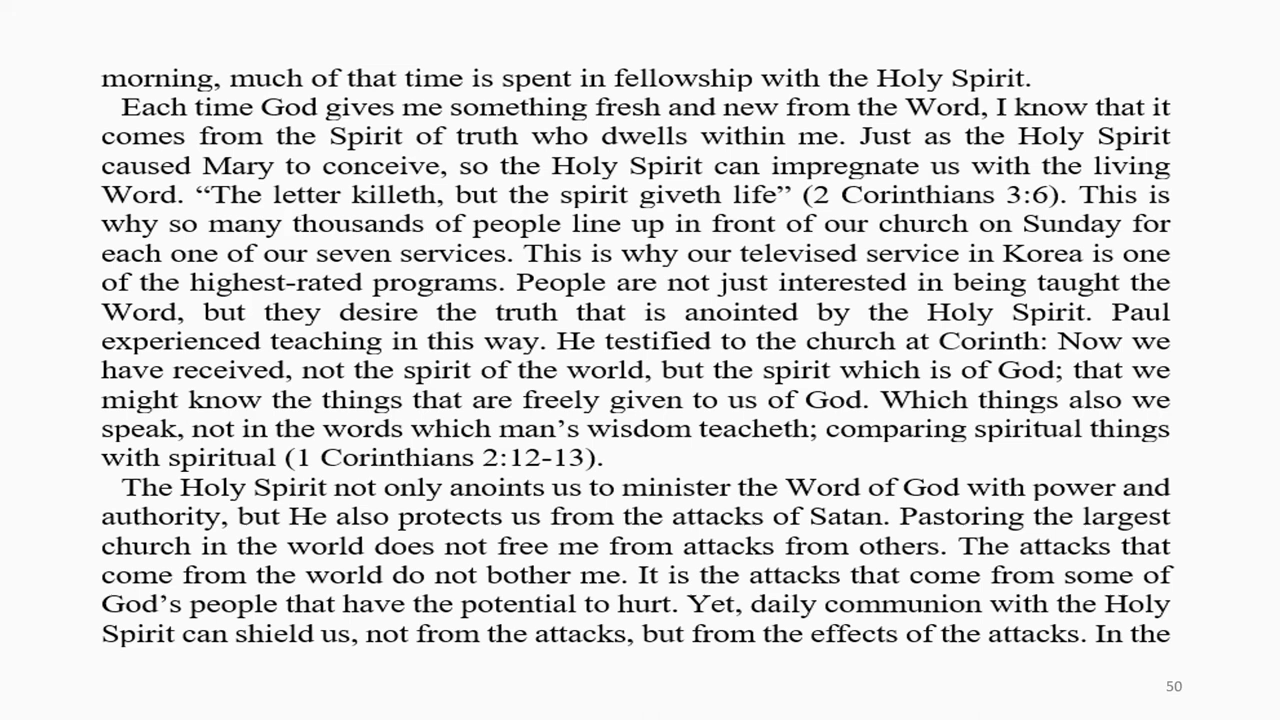 morning, much of that time is spent in fellowship with the Holy Spirit.
Each time God gives me something fresh and new from the Word, I know that it
comes from the Spirit of truth who dwells within me. Just as the Holy Spirit
caused Mary to conceive, so the Holy Spirit can impregnate us with the living
Word. “The letter killeth, but the spirit giveth life” (2 Corinthians 3:6). This is
why so many thousands of people line up in front of our church on Sunday for
each one of our seven services. This is why our televised service in Korea is one
of the highest-rated programs. People are not just interested in being taught the
Word, but they desire the truth that is anointed by the Holy Spirit. Paul
experienced teaching in this way. He testified to the church at Corinth: Now we
have received, not the spirit of the world, but the spirit which is of God; that we
might know the things that are freely given to us of God. Which things also we
speak, not in the words which man’s wisdom teacheth; comparing spiritual things
with spiritual (1 Corinthians 2:12-13).
The Holy Spirit not only anoints us to minister the Word of God with power and
authority, but He also protects us from the attacks of Satan. Pastoring the largest
church in the world does not free me from attacks from others. The attacks that
come from the world do not bother me. It is the attacks that come from some of
God’s people that have the potential to hurt. Yet, daily communion with the Holy
Spirit can shield us, not from the attacks, but from the effects of the attacks. In the
50